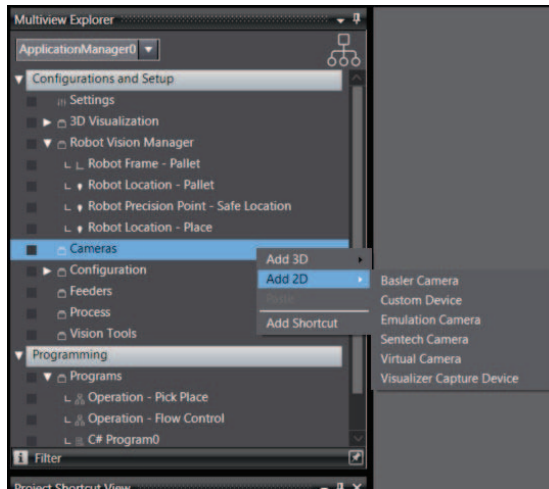 Multiview Explorer
ApplicationManager0
Configurations and Setup
Settings
3D Visualization
Robot Vision Manager
Robot Frame - Pallet
Robot Location - Pallet
Robot Precision Point - Safe Location
Robot Location - Place
Cameras
Configuration
Feeders
Process
Vision Tools
Programming
Programs
Operation - Pick Place
Operation - Flow Control
C# Program0
Filter
Project Shortcut View
Add 3D
Add 2D
Paste
Add Shortcut
Basler Camera
Custom Device
Emulation Camera
Sentech Camera
Virtual Camera
Visualizer Capture Device